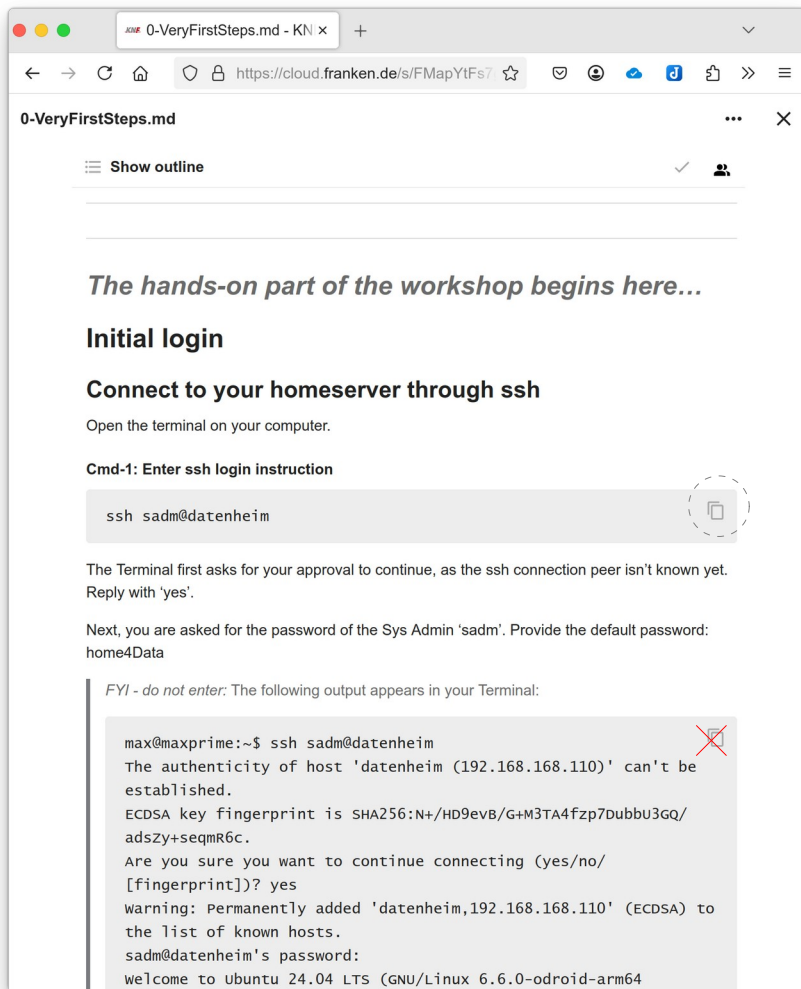 KNF 0-VeryFirstSteps.md - KN
https://cloud.franken.de/s/FMapYtFs7
0-VeryFirstSteps.md
Show outline
The hands-on part of the workshop begins here…
Initial login
Connect to your homeserver through ssh
Open the terminal on your computer.
Cmd-1: Enter ssh login instruction
ssh sadm@datenheim
The Terminal first asks for your approval to continue, as the ssh connection peer isn’t known yet.
Reply with ‘yes’.
Next, you are asked for the password of the Sys Admin ‘sadm’. Provide the default password:
home4Data
FYI - do not enter: The following output appears in your Terminal:
max@maxprime:~$ ssh sadm@datenheim
The authenticity of host 'datenheim (192.168.168.110)' can't be
established.
ECDSA key fingerprint is SHA256:N+/HD9evB/G+M3TA4fzp7DubbU3GQ/
adsZy+seqmR6c.
Are you sure you want to continue connecting (yes/no/
[fingerprint])? yes
Warning: Permanently added 'datenheim,192.168.168.110' (ECDSA) to
the list of known hosts.
sadm@datenheim's password:
Welcome to Ubuntu 24.04 LTS (GNU/Linux 6.6.0-odroid-arm64